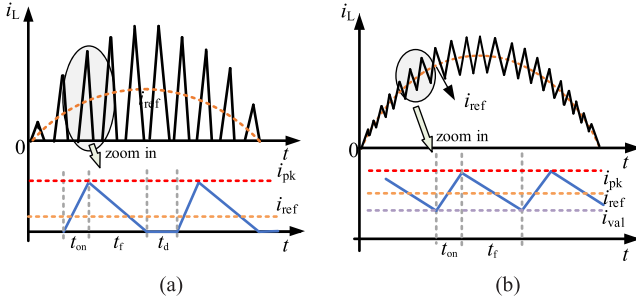 i_L
i_ref
0
t
zoom in
i_pk
i_ref
t_on
t_f
t_d
t
(a)
i_L
i_ref
0
t
zoom in
i_pk
i_ref
i_val
t_on
t_f
t
(b)